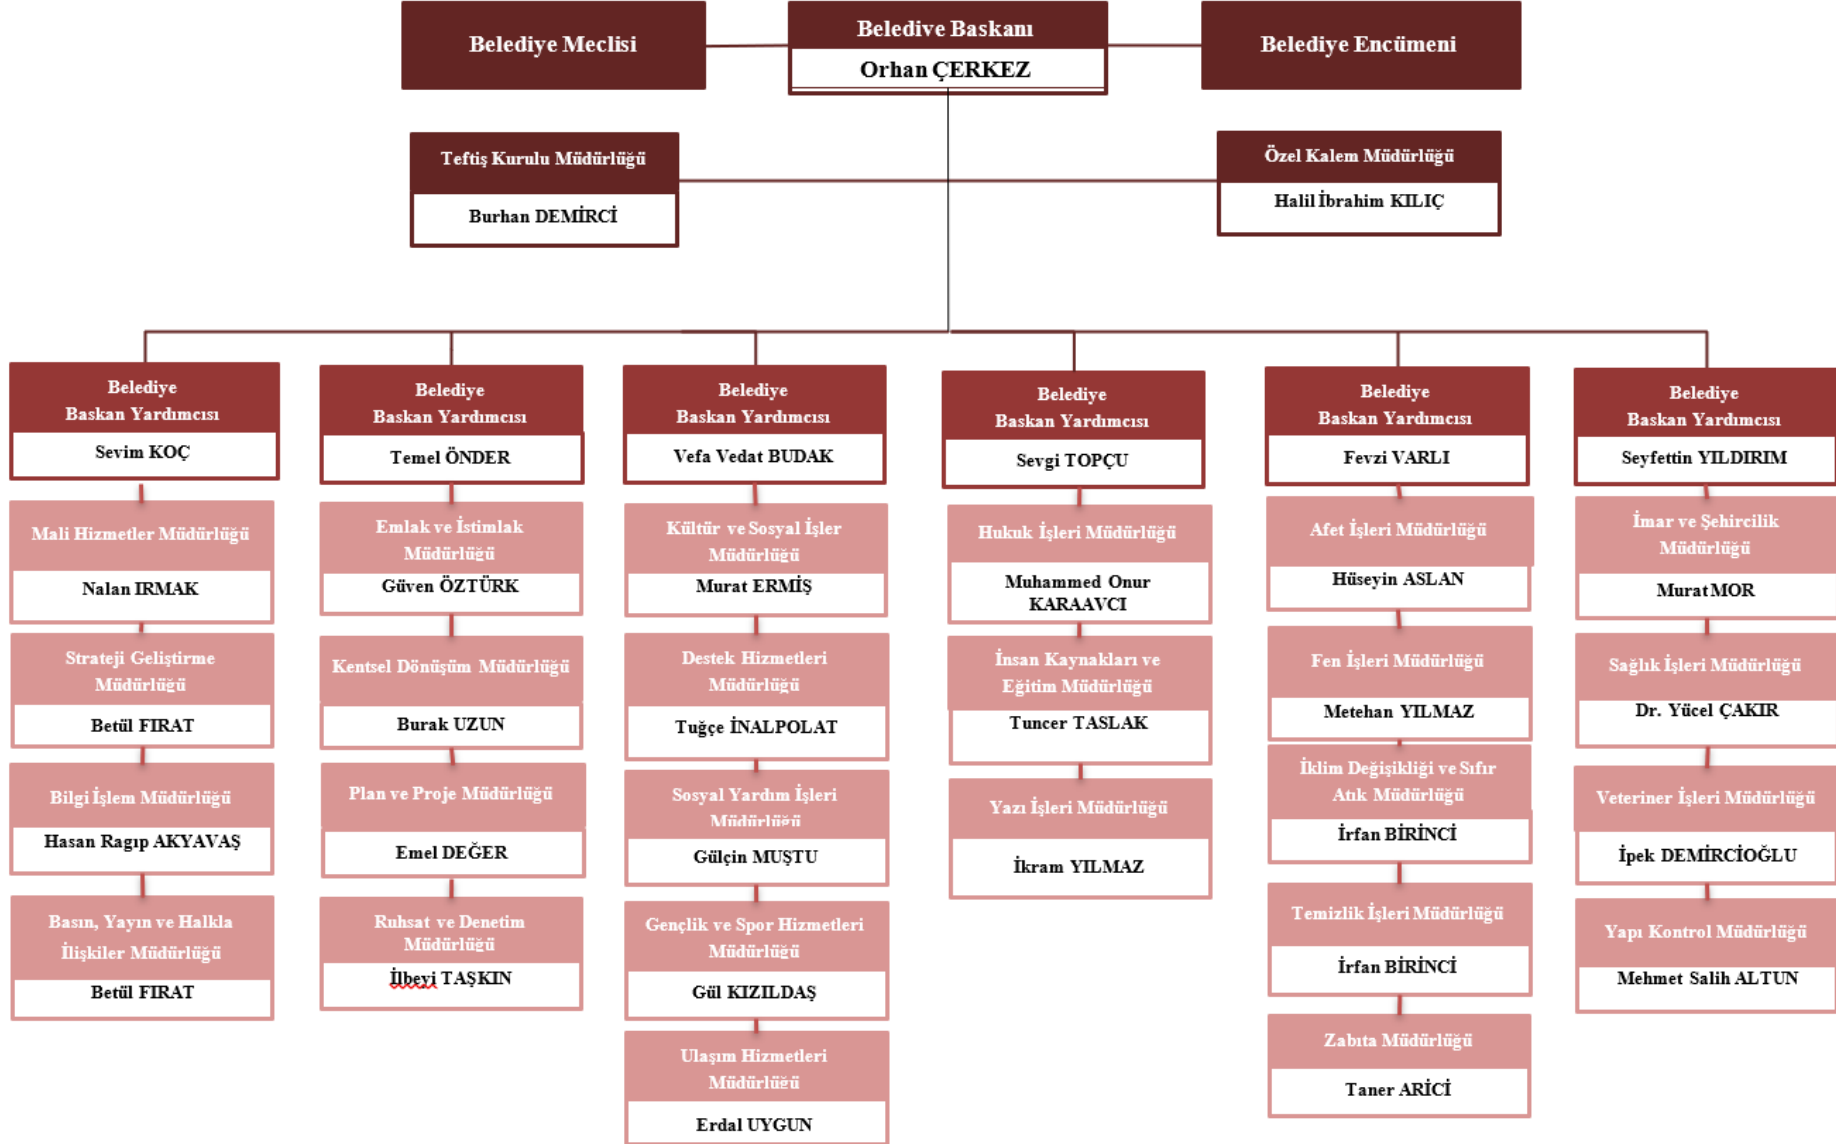 Belediye Meclisi
Belediye Baskanı
Orhan ÇERKEZ
Belediye Encümeni
Teftiş Kurulu Müdürlüğü
Burhan DEMİRCİ
Özel Kalem Müdürlüğü
Halil İbrahim KILIÇ
Belediye
Baskan Yardımcısı
Sevim KOÇ
Mali Hizmetler Müdürlüğü
Nalan IRMAK
Strateji Geliştirme
Müdürlüğü
Betül FIRAT
Bilgi İşlem Müdürlüğü
Hasan Ragıp AKYAVAŞ
Basın, Yayın ve Halkla
İlişkiler Müdürlüğü
Betül FIRAT
Belediye
Baskan Yardımcısı
Temel ÖNDER
Emlak ve İstimlak
Müdürlüğü
Güven ÖZTÜRK
Kentsel Dönüşüm Müdürlüğü
Burak UZUN
Plan ve Proje Müdürlüğü
Emel DEĞER
Ruhsat ve Denetim
Müdürlüğü
İlbeyi TAŞKIN
Belediye
Baskan Yardımcısı
Vefa Vedat BUDAK
Kültür ve Sosyal İşler
Müdürlüğü
Murat ERMİŞ
Destek Hizmetleri
Müdürlüğü
Tuğçe İNALPOLAT
Sosyal Yardım İşleri
Müdürlüğü
Gülçin MUŞTU
Gençlik ve Spor Hizmetleri
Müdürlüğü
Gül KIZILDAŞ
Ulaşım Hizmetleri
Müdürlüğü
Erdal UYGUN
Belediye
Baskan Yardımcısı
Sevgi TOPÇU
Hukuk İşleri Müdürlüğü
Muhammed Onur
KARAAVCI
İnsan Kaynakları ve
Eğitim Müdürlüğü
Tuncer TASLAK
Yazı İşleri Müdürlüğü
İkram YILMAZ
Belediye
Baskan Yardımcısı
Fevzi VARLI
Afet İşleri Müdürlüğü
Hüseyin ASLAN
Fen İşleri Müdürlüğü
Metehan YILMAZ
İklim Değişikliği ve Sıfır
Atık Müdürlüğü
İrfan BİRİNCİ
Temizlik İşleri Müdürlüğü
İrfan BİRİNCİ
Zabıta Müdürlüğü
Taner ARİCİ
Belediye
Baskan Yardımcısı
Seyfettin YILDIRIM
İmar ve Şehircilik
Müdürlüğü
Murat MOR
Sağlık İşleri Müdürlüğü
Dr. Yücel ÇAKIR
Veteriner İşleri Müdürlüğü
İpek DEMİRCİOĞLU
Yapı Kontrol Müdürlüğü
Mehmet Salih ALTUN